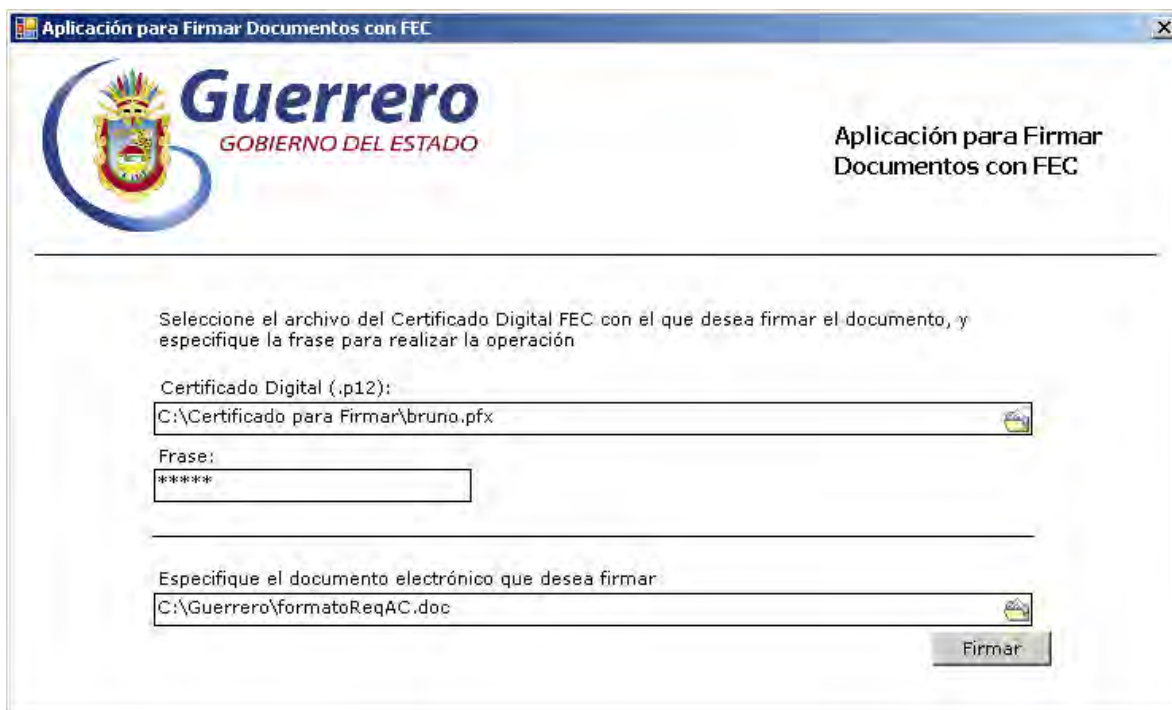 Aplicación para Firmar Documentos con FEC
Guerrero
GOBIERNO DEL ESTADO
Aplicación para Firmar
Documentos con FEC
Seleccione el archivo del Certificado Digital FEC con el que desea firmar el documento, y
especifique la frase para realizar la operación
Certificado Digital (.p12):
C:\Certificado para Firmar\bruno.pfx
Frase:
*****
Especifique el documento electrónico que desea firmar
C:\Guerrero\formatoReqAC.doc
Firmar